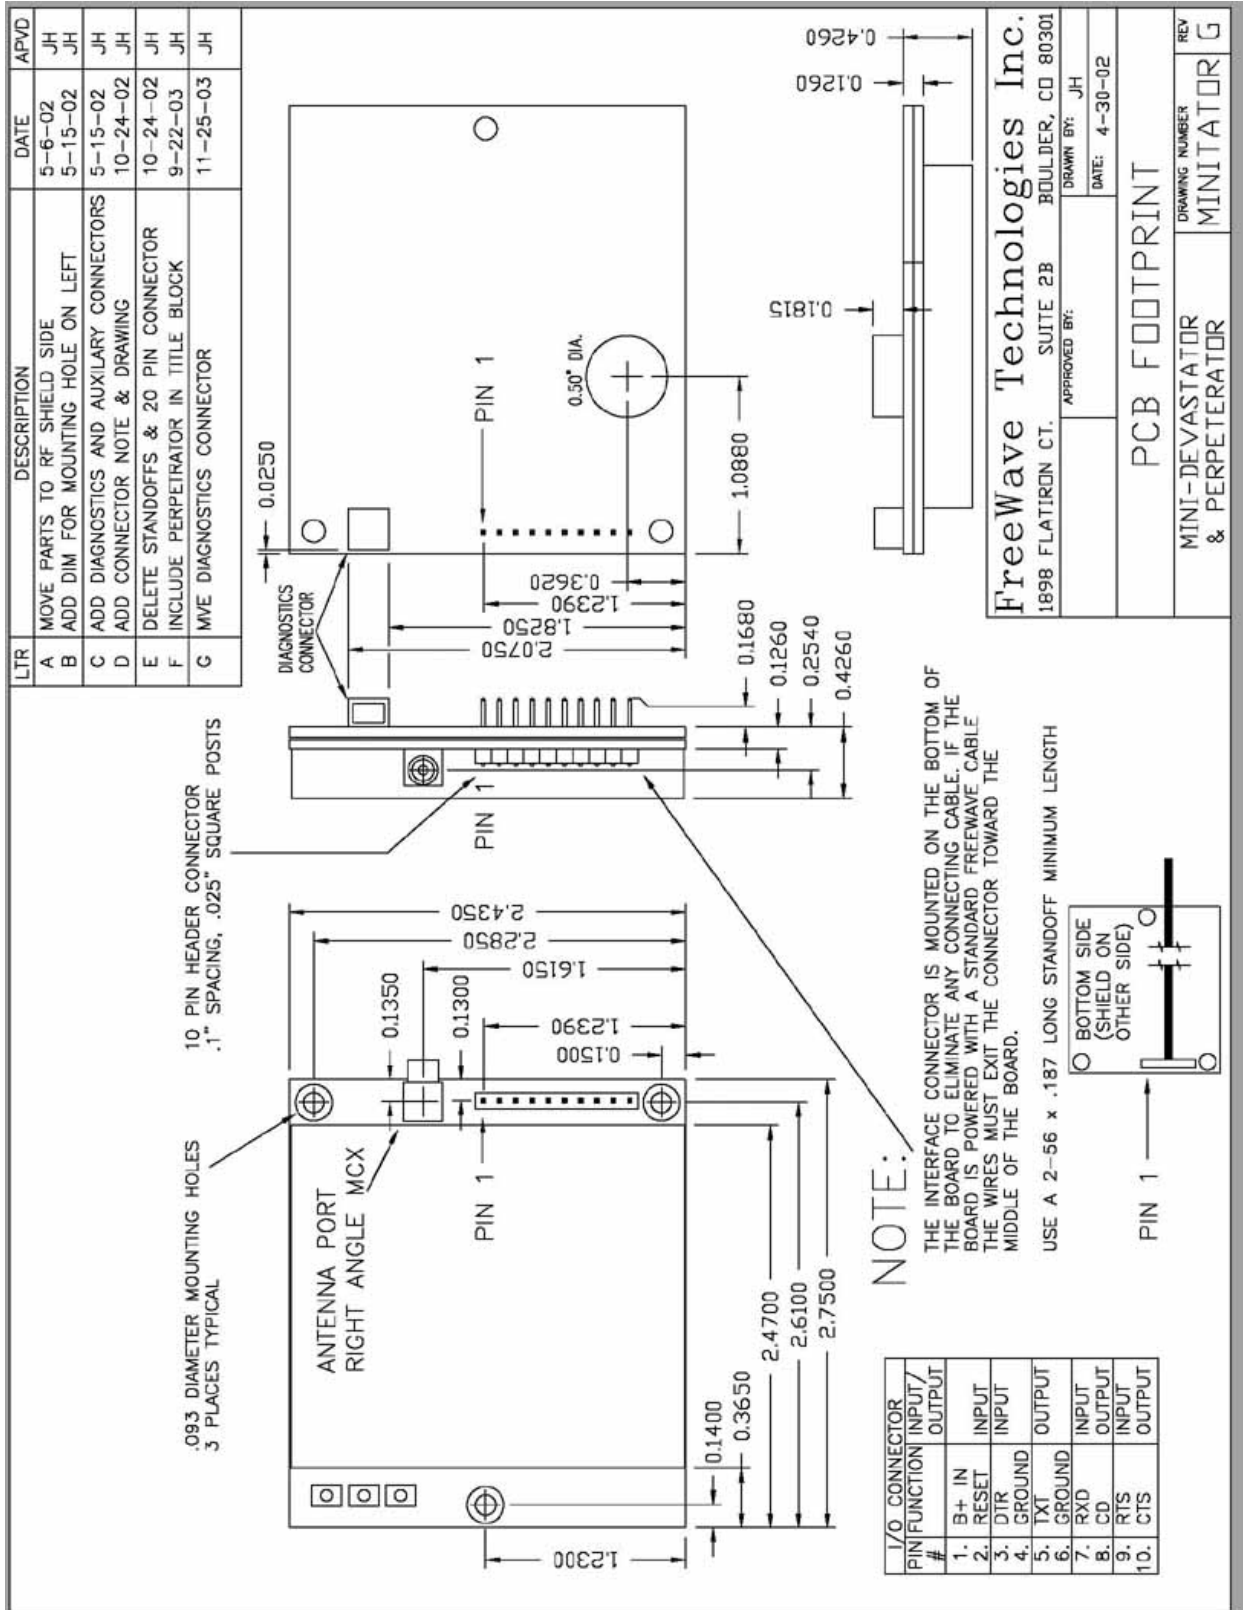 LTR DESCRIPTION DATE APVD
A MOVE PARTS TO RF SHIELD SIDE 5-6-02 JH
B ADD DIM FOR MOUNTING HOLE ON LEFT 5-15-02 JH
C ADD DIAGNOSTICS AND AUXILARY CONNECTORS 5-15-02 JH
D ADD CONNECTOR NOTE & DRAWING 10-24-02 JH
E DELETE STANDOFFS & 20 PIN CONNECTOR 10-24-02 JH
F INCLUDE PERPETRATOR IN TITLE BLOCK 9-22-03 JH
G MVE DIAGNOSTICS CONNECTOR 11-25-03 JH
.093 DIAMETER MOUNTING HOLES
3 PLACES TYPICAL
10 PIN HEADER CONNECTOR
.1" SPACING, .025" SQUARE POSTS
ANTENNA PORT
RIGHT ANGLE MCX
PIN 1
1.2300
0.1400
0.3650
2.4700
2.6100
2.7500
0.1350
0.1300
2.4350
2.2850
1.6150
1.2390
0.1500
PIN 1
DIAGNOSTICS
CONNECTOR
0.1680
0.1260
0.2540
0.4260
0.0250
2.0750
1.8250
1.2390
0.3620
PIN 1
0.50" DIA.
1.0880
0.1815
0.1260
0.4260
NOTE:
THE INTERFACE CONNECTOR IS MOUNTED ON THE BOTTOM OF
THE BOARD TO ELIMINATE ANY CONNECTING CABLE. IF THE
BOARD IS POWERED WITH A STANDARD FREEWAVE CABLE
THE WIRES MUST EXIT THE CONNECTOR TOWARD THE
MIDDLE OF THE BOARD.
USE A 2-56 x .187 LONG STANDOFF MINIMUM LENGTH
PIN 1
BOTTOM SIDE
(SHIELD ON
OTHER SIDE)
I/O CONNECTOR
PIN # FUNCTION INPUT/OUTPUT
1. B+ IN
2. RESET INPUT
3. DTR INPUT
4. GROUND
5. TXT OUTPUT
6. GROUND
7. RXD INPUT
8. CD OUTPUT
9. RTS INPUT
10. CTS OUTPUT
FreeWave Technologies Inc.
1898 FLATIRON CT. SUITE 2B BOULDER, CO 80301
APPROVED BY:
DRAWN BY: JH
DATE: 4-30-02
PCB FOOTPRINT
MINI-DEVASTATOR
& PERPETERATOR
DRAWING NUMBER
MINITATOR
REV
G